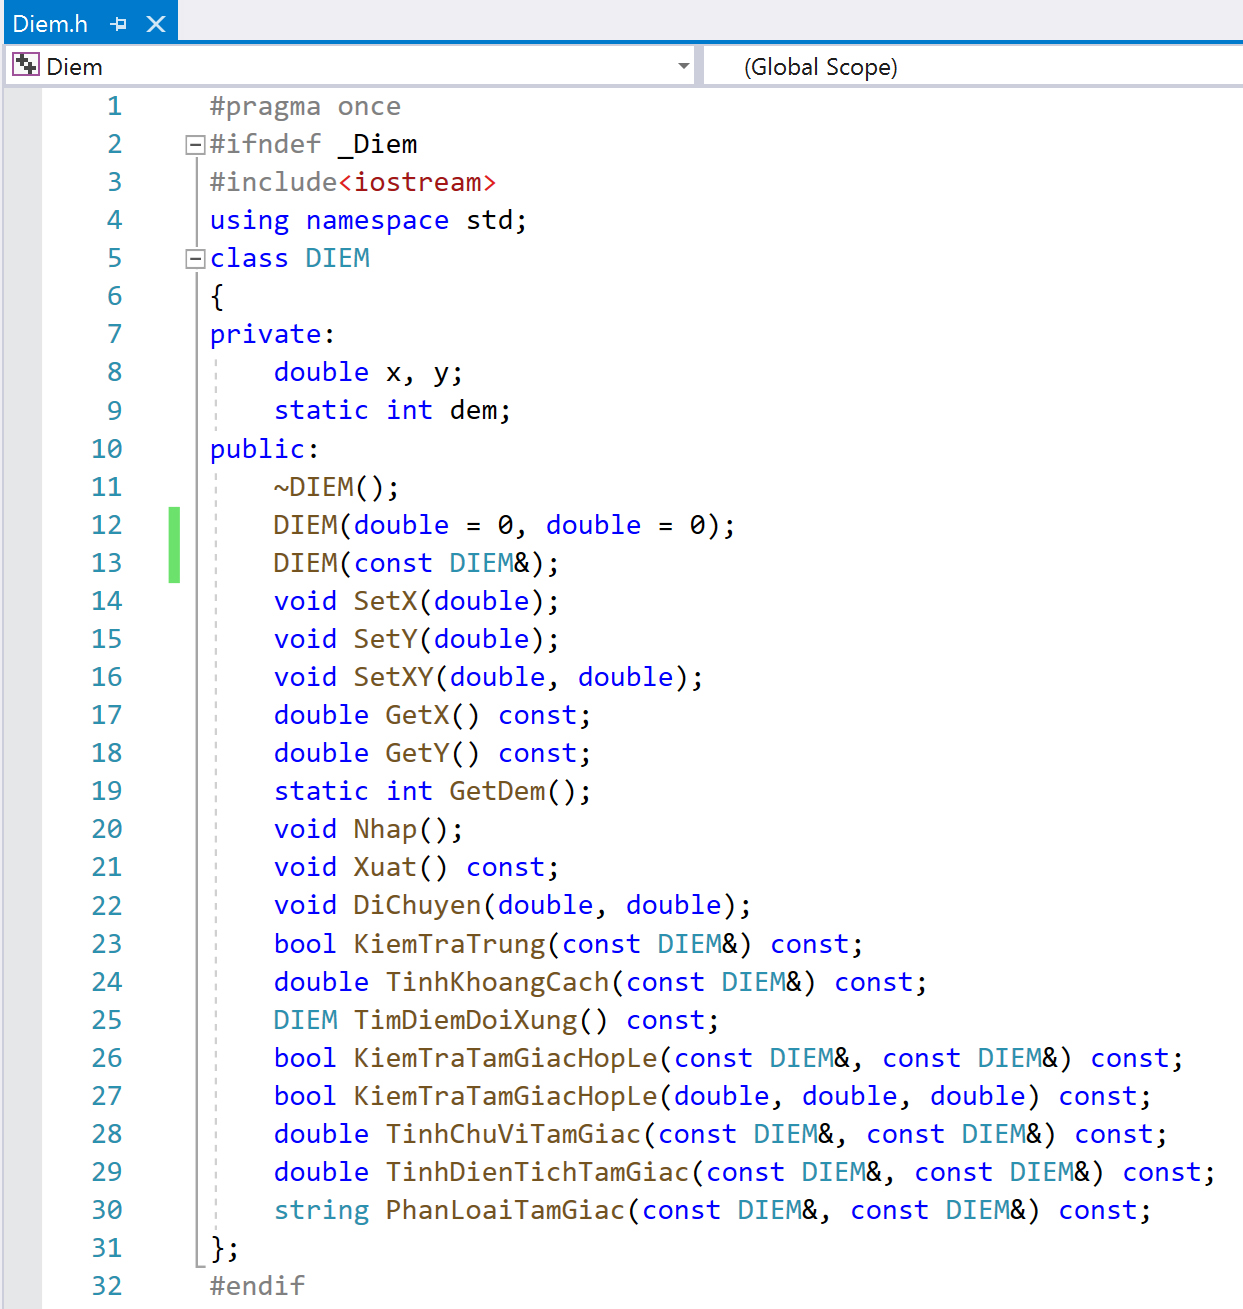 Diem.h
Diem
(Global Scope)
1 #pragma once
2 #ifndef _Diem
3 #include<iostream>
4 using namespace std;
5 class DIEM
6 {
7 private:
8 double x, y;
9 static int dem;
10 public:
11 ~DIEM();
12 DIEM(double = 0, double = 0);
13 DIEM(const DIEM&);
14 void SetX(double);
15 void SetY(double);
16 void SetXY(double, double);
17 double GetX() const;
18 double GetY() const;
19 static int GetDem();
20 void Nhap();
21 void Xuat() const;
22 void DiChuyen(double, double);
23 bool KiemTraTrung(const DIEM&) const;
24 double TinhKhoangCach(const DIEM&) const;
25 DIEM TimDiemDoiXung() const;
26 bool KiemTraTamGiacHopLe(const DIEM&, const DIEM&) const;
27 bool KiemTraTamGiacHopLe(double, double, double) const;
28 double TinhChuViTamGiac(const DIEM&, const DIEM&) const;
29 double TinhDienTichTamGiac(const DIEM&, const DIEM&) const;
30 string PhanLoaiTamGiac(const DIEM&, const DIEM&) const;
31 };
32 #endif